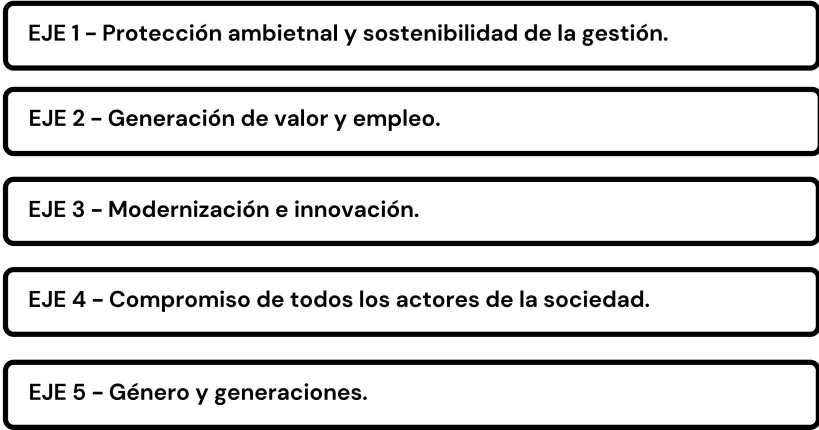 EJE 1 – Protección ambietnal y sostenibilidad de la gestión.
EJE 2 – Generación de valor y empleo.
EJE 3 – Modernización e innovación.
EJE 4 – Compromiso de todos los actores de la sociedad.
EJE 5 – Género y generaciones.